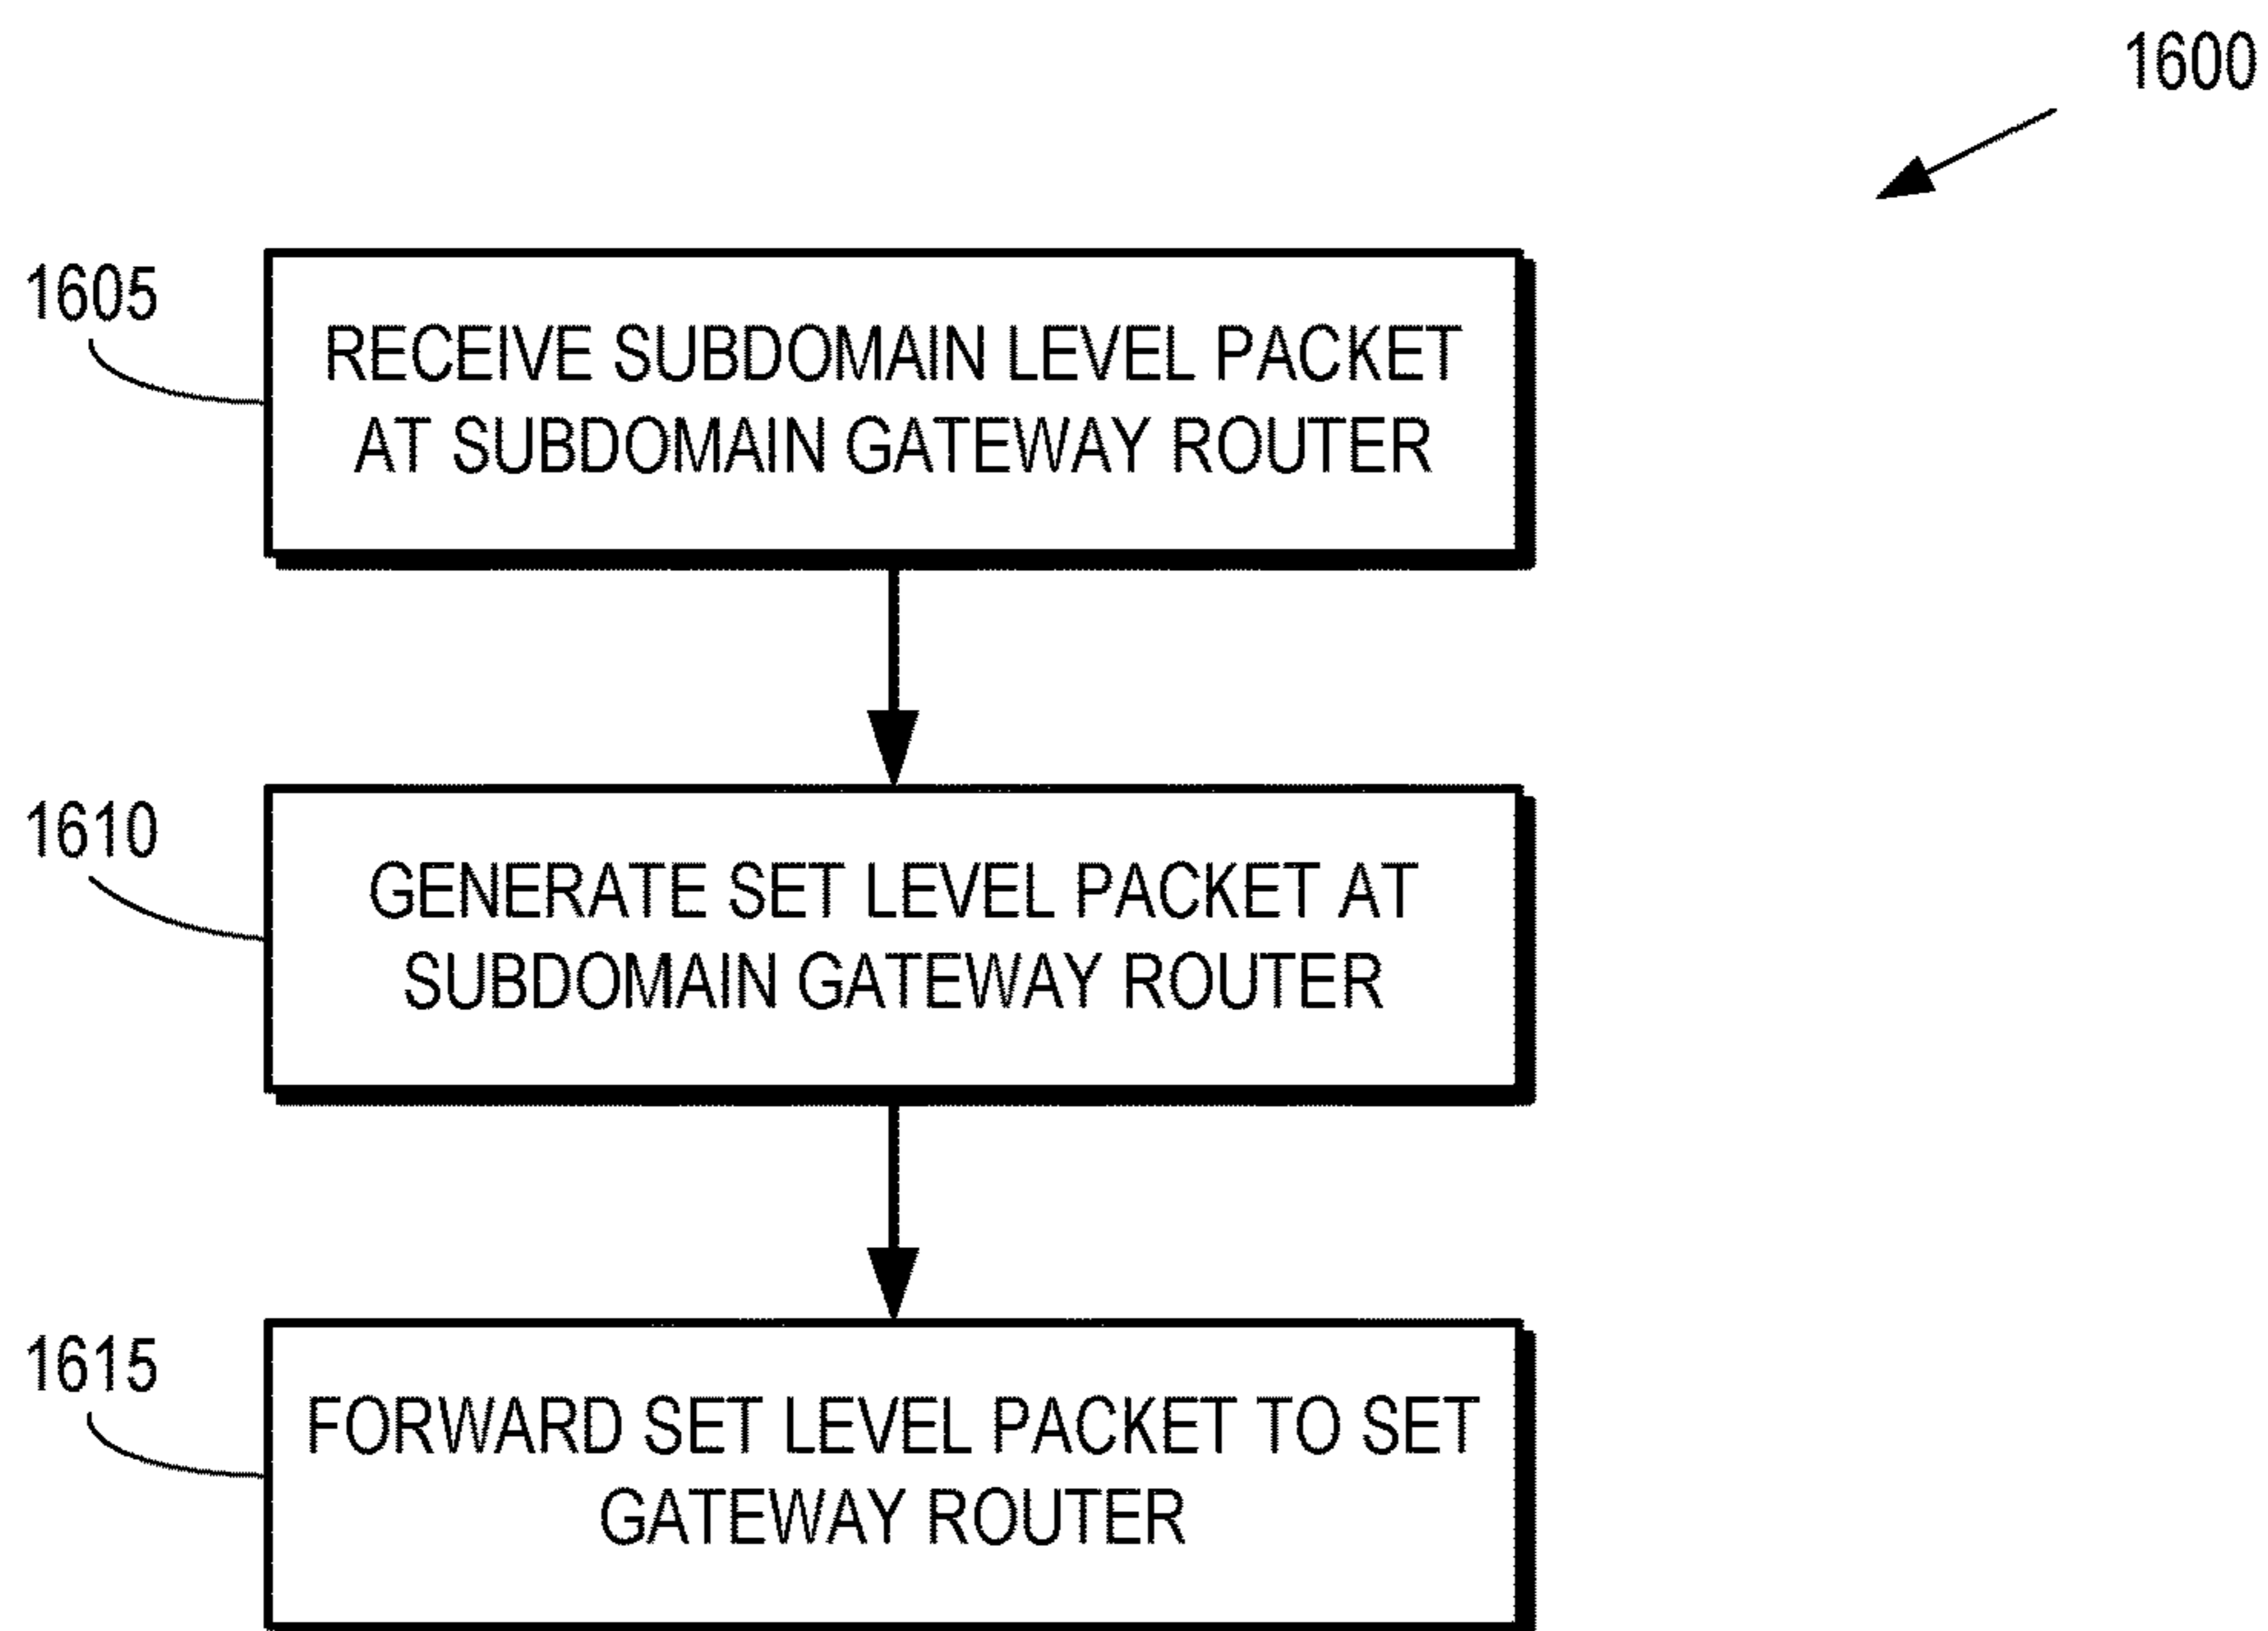 1600
1605
RECEIVE SUBDOMAIN LEVEL PACKET
AT SUBDOMAIN GATEWAY ROUTER
1610
GENERATE SET LEVEL PACKET AT
SUBDOMAIN GATEWAY ROUTER
1615
FORWARD SET LEVEL PACKET TO SET
GATEWAY ROUTER